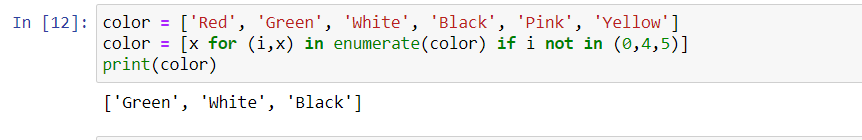 In [12]: color = ['Red', 'Green', 'White', 'Black', 'Pink', 'Yellow']
color = [x for (i,x) in enumerate(color) if i not in (0,4,5)]
print(color)
['Green', 'White', 'Black']